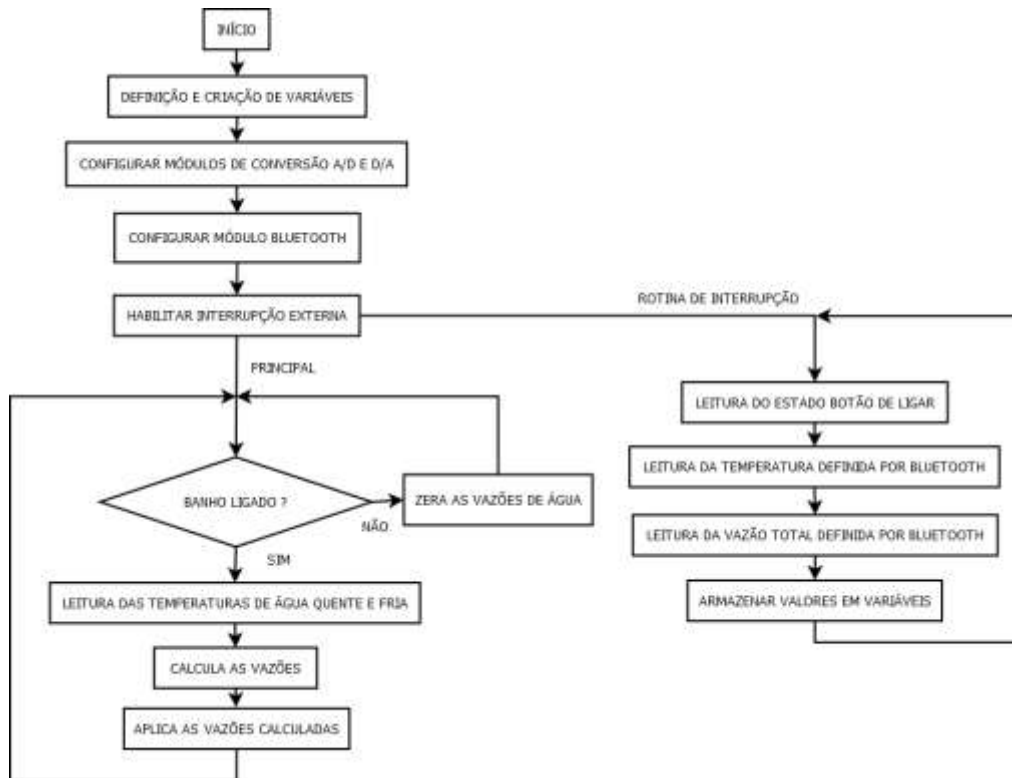 INÍCIO
DEFINIÇÃO E CRIAÇÃO DE VARIÁVEIS
CONFIGURAR MÓDULOS DE CONVERSÃO A/D E D/A
CONFIGURAR MÓDULO BLUETOOTH
HABILITAR INTERRUPÇÃO EXTERNA
PRINCIPAL
BANHO LIGADO ?
NÃO
ZERA AS VAZÕES DE ÁGUA
SIM
LEITURA DAS TEMPERATURAS DE ÁGUA QUENTE E FRIA
CALCULA AS VAZÕES
APLICA AS VAZÕES CALCULADAS
ROTINA DE INTERRUPÇÃO
LEITURA DO ESTADO BOTÃO DE LIGAR
LEITURA DA TEMPERATURA DEFINIDA POR BLUETOOTH
LEITURA DA VAZÃO TOTAL DEFINIDA POR BLUETOOTH
ARMAZENAR VALORES EM VARIÁVEIS